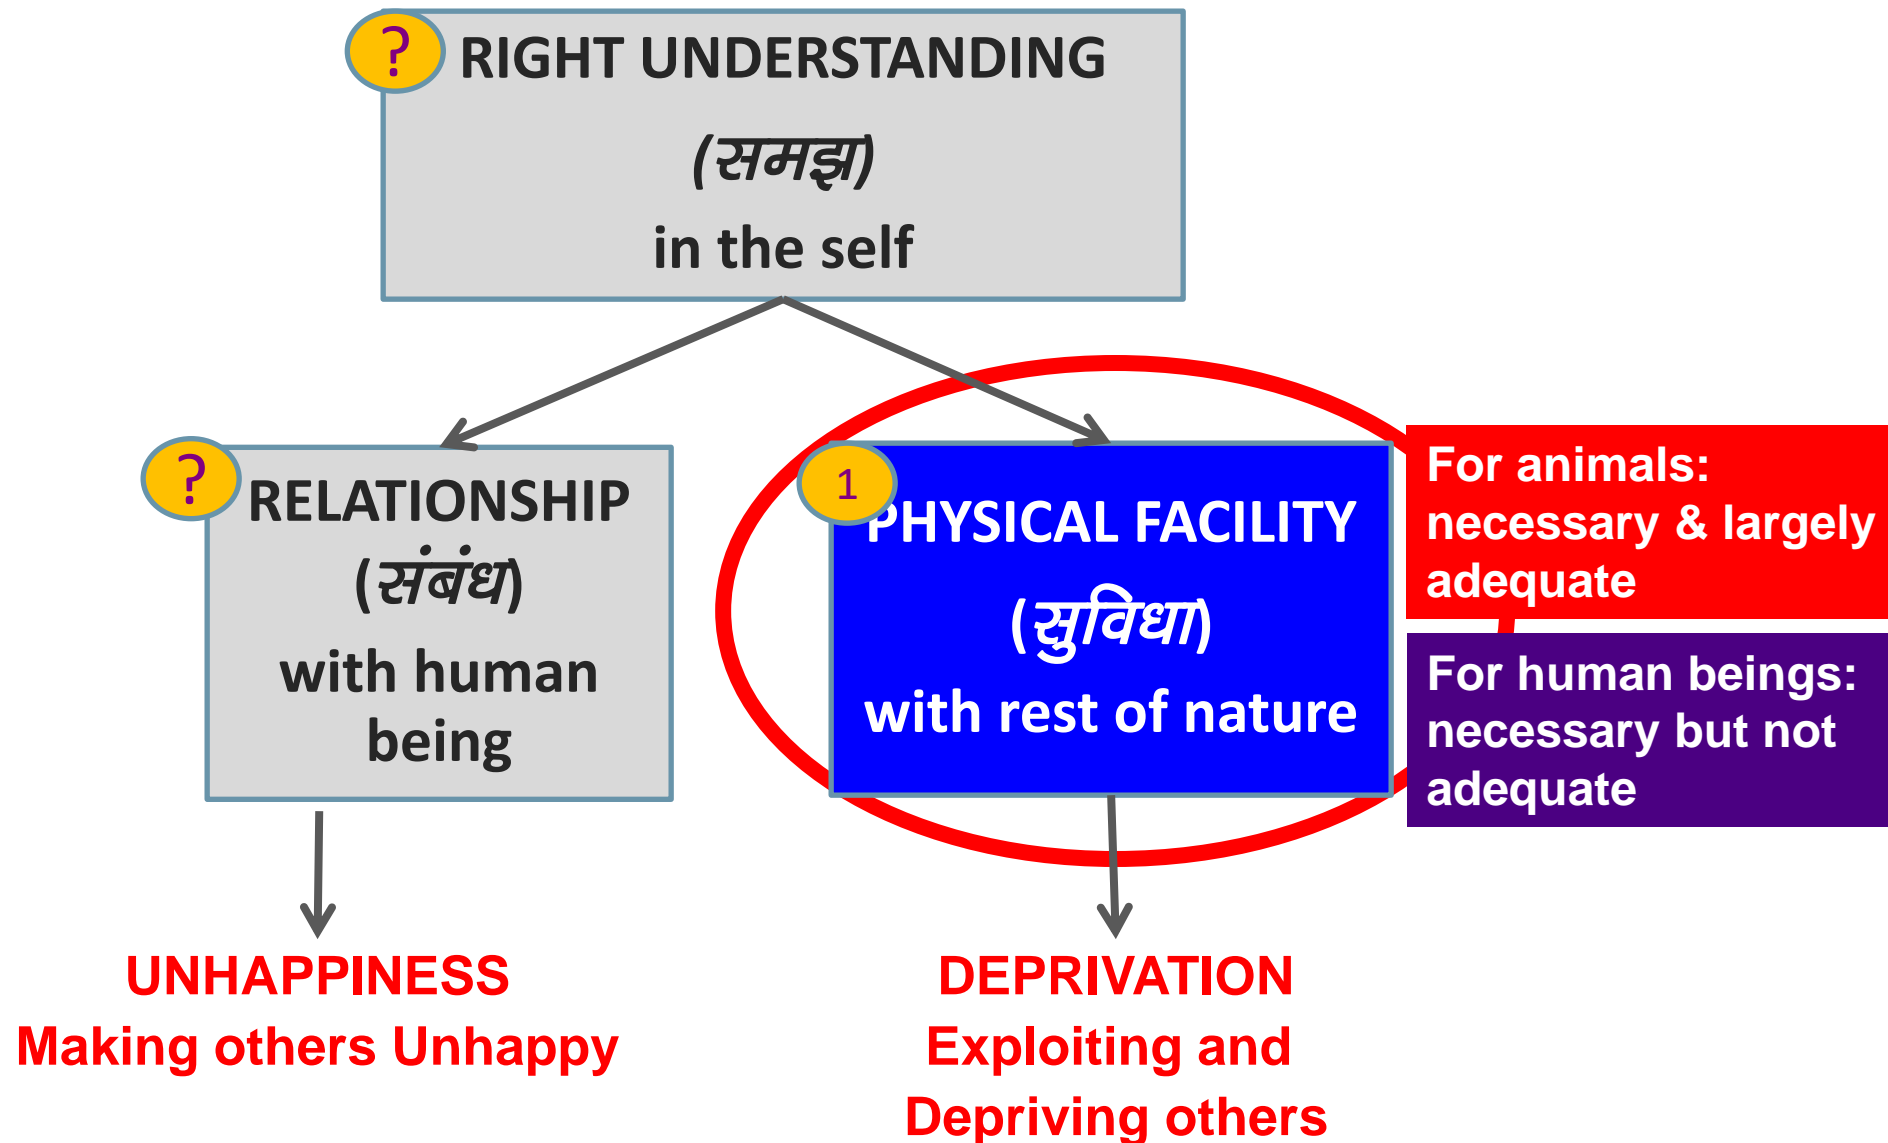 ?
RIGHT UNDERSTANDING
(समझ)
in the self
?
RELATIONSHIP
(संबंध)
with human
being
1
PHYSICAL FACILITY
(सुविधा)
with rest of nature
For animals:
necessary & largely
adequate
For human beings:
necessary but not
adequate
UNHAPPINESS
Making others Unhappy
DEPRIVATION
Exploiting and
Depriving others